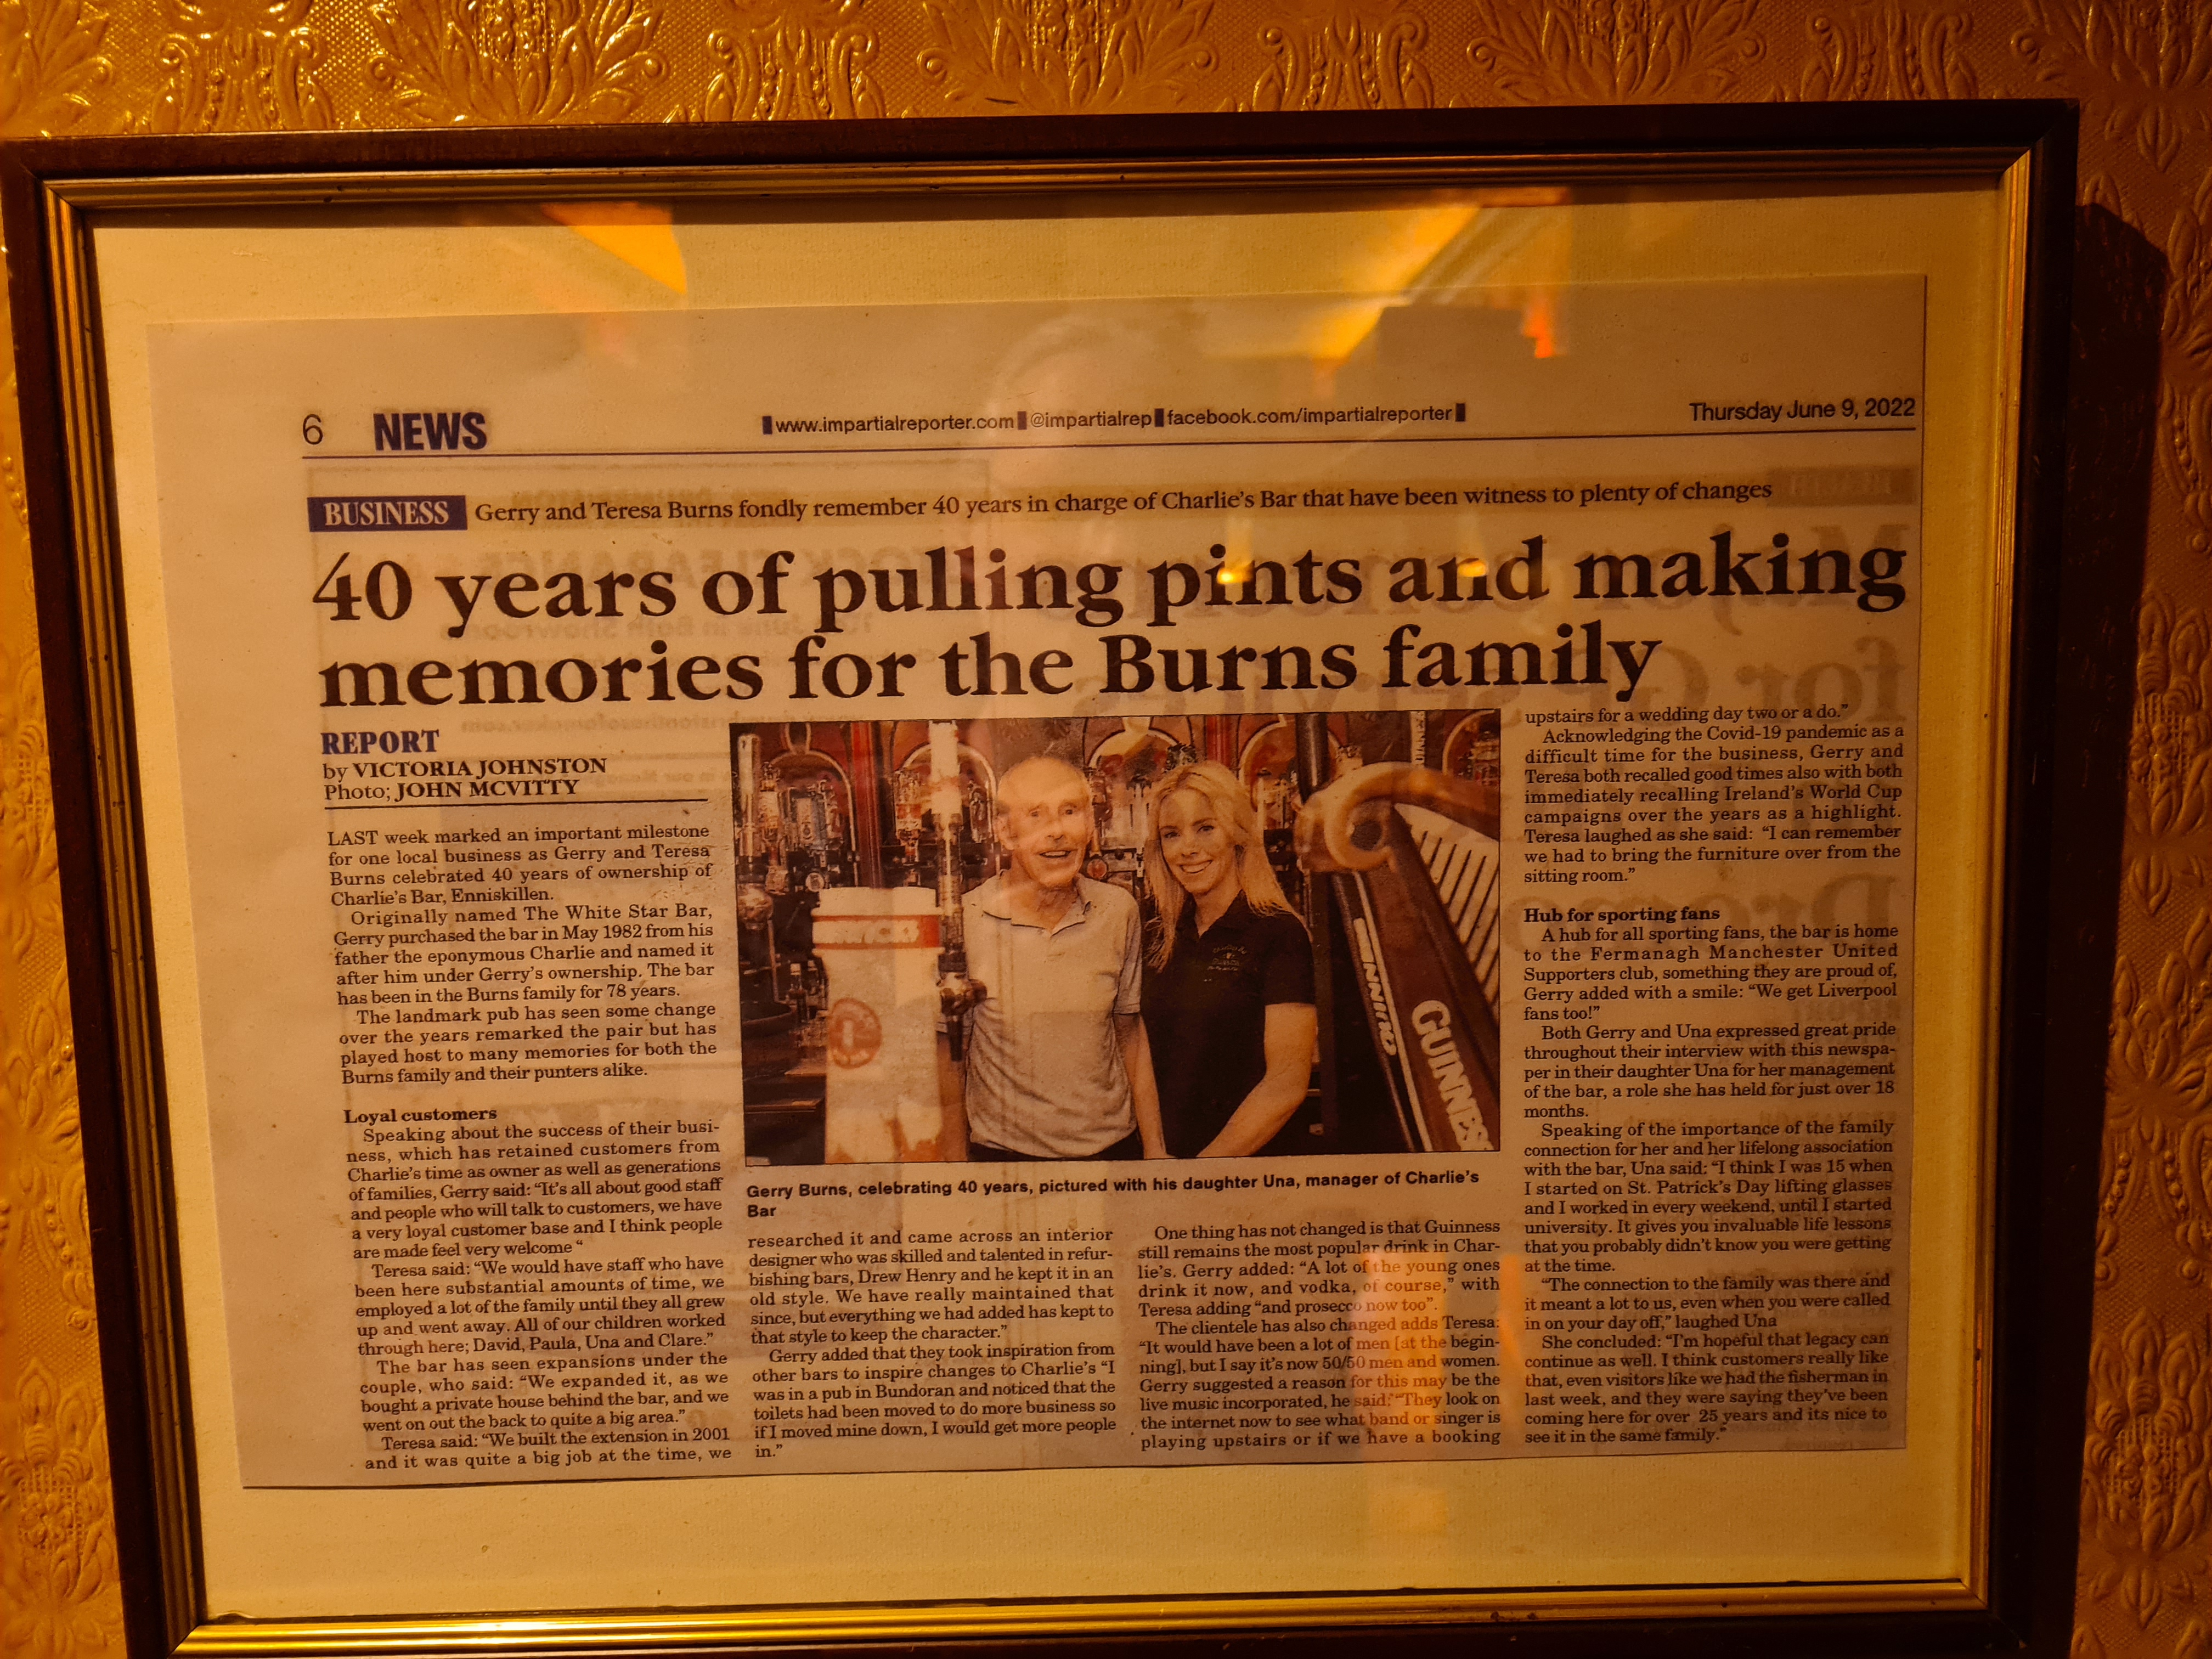 6 NEWS
www.impartialreporter.com @impartialrep facebook.com/impartialreporter
Thursday June 9, 2022
BUSINESS Gerry and Teresa Burns fondly remember 40 years in charge of Charlie's Bar that have been witness to plenty of changes
40 years of pulling pints and making
memories for the Burns family
REPORT
by VICTORIA JOHNSTON
Photo; JOHN MCVITTY
LAST week marked an important milestone
for one local business as Gerry and Teresa
Burns celebrated 40 years of ownership of
Charlie's Bar, Enniskillen.
Originally named The White Star Bar,
Gerry purchased the bar in May 1982 from his
father the eponymous Charlie and named it
after him under Gerry's ownership. The bar
has been in the Burns family for 78 years.
The landmark pub has seen some change
over the years remarked the pair but has
played host to many memories for both the
Burns family and their punters alike.
Loyal customers
Speaking about the success of their busi-
ness, which has retained customers from
Charlie's time as owner as well as generations
of families, Gerry said: "It's all about good staff
and people who will talk to customers, we have
a very loyal customer base and I think people
are made feel very welcome "
Teresa said: "We would have staff who have
been here substantial amounts of time, we
employed a lot of the family until they all grew
up and went away. All of our children worked
through here; David, Paula, Una and Clare."
The bar has seen expansions under the
couple, who said: "We expanded it, as we
bought a private house behind the bar, and we
went on out the back to quite a big area."
Teresa said: "We built the extension in 2001
and it was quite a big job at the time, we
GUINNESS
GUINNESS
Gerry Burns, celebrating 40 years, pictured with his daughter Una, manager of Charlie's
Bar
researched it and came across an interior
designer who was skilled and talented in refur-
bishing bars, Drew Henry and he kept it in an
old style. We have really maintained that
since, but everything we had added has kept to
that style to keep the character."
Gerry added that they took inspiration from
other bars to inspire changes to Charlie's "I
was in a pub in Bundoran and noticed that the
toilets had been moved to do more business so
if I moved mine down, I would get more people
in."
One thing has not changed is that Guinness
still remains the most popular drink in Char-
lie's. Gerry added: "A lot of the young ones
drink it now, and vodka, of course," with
Teresa adding "and prosecco now too".
The clientele has also changed adds Teresa:
"It would have been a lot of men [at the begin-
ning], but I say it's now 50/50 men and women.
Gerry suggested a reason for this may be the
live music incorporated, he said: "They look on
the internet now to see what band or singer is
playing upstairs or if we have a booking
upstairs for a wedding day two or a do."
Acknowledging the Covid-19 pandemic as a
difficult time for the business, Gerry and
Teresa both recalled good times also with both
immediately recalling Ireland's World Cup
campaigns over the years as a highlight.
Teresa laughed as she said: "I can remember
we had to bring the furniture over from the
sitting room."
Hub for sporting fans
A hub for all sporting fans, the bar is home
to the Fermanagh Manchester United
Supporters club, something they are proud of,
Gerry added with a smile: "We get Liverpool
fans too!"
Both Gerry and Una expressed great pride
throughout their interview with this newspa-
per in their daughter Una for her management
of the bar, a role she has held for just over 18
months.
Speaking of the importance of the family
connection for her and her lifelong association
with the bar, Una said: "I think I was 15 when
I started on St. Patrick's Day lifting glasses
and I worked in every weekend, until I started
university. It gives you invaluable life lessons
that you probably didn't know you were getting
at the time.
"The connection to the family was there and
it meant a lot to us, even when you were called
in on your day off," laughed Una
She concluded: "I'm hopeful that legacy can
continue as well. I think customers really like
that, even visitors like we had the fisherman in
last week, and they were saying they've been
coming here for over 25 years and its nice to
see it in the same family."